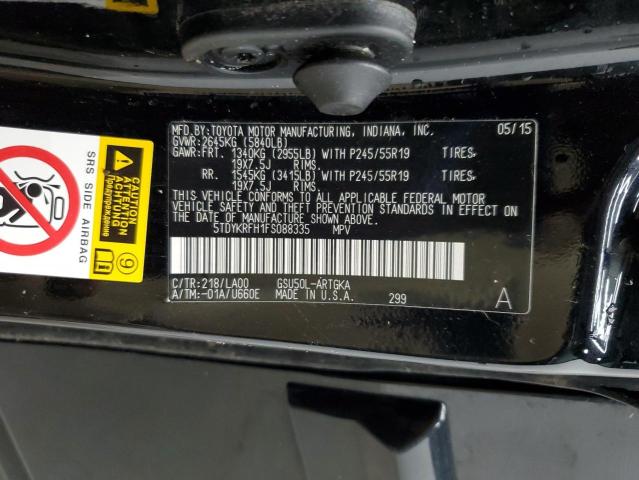 MFD.BY:TOYOTA MOTOR MANUFACTURING, INDIANA, INC. 05/15
GVWR:2645KG (5840LB)
GAWR:FRT. 1340KG (2955LB) WITH P245/55R19 TIRES,
19X7.5J RIMS.
RR. 1545KG (3415LB) WITH P245/55R19 TIRES,
19X7.5J RIMS.
THIS VEHICLE CONFORMS TO ALL APPLICABLE FEDERAL MOTOR
VEHICLE SAFETY AND THEFT PREVENTION STANDARDS IN EFFECT ON
THE DATE OF MANUFACTURE SHOWN ABOVE.
5TDYKRFH1FS088335 MPV
C/TR:218/LA00 GSU50L-ARTGKA
A/TM:-01A/U660E MADE IN U.S.A. 299 A
SRS SIDE AIRBAG
CAUTION
ATTENTION
ACHTUNG
предупреждение
9